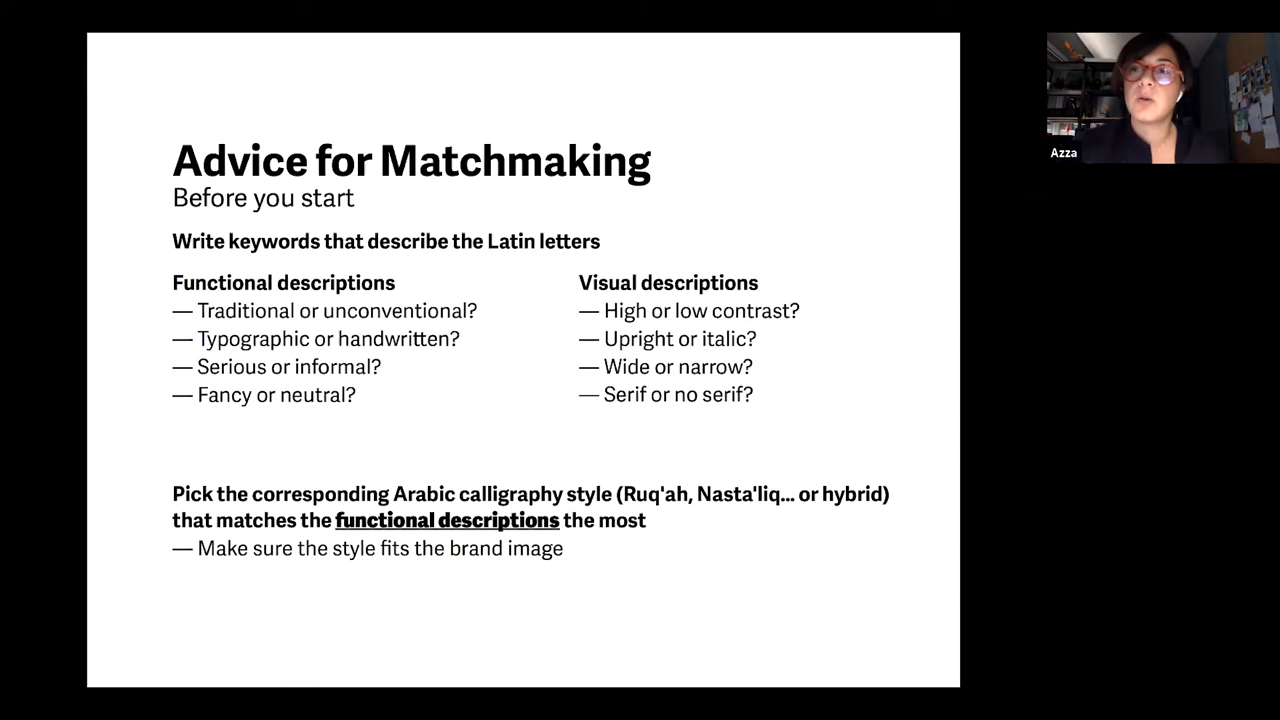 Advice for Matchmaking
Before you start
Write keywords that describe the Latin letters
Functional descriptions
— Traditional or unconventional?
— Typographic or handwritten?
— Serious or informal?
— Fancy or neutral?
Visual descriptions
— High or low contrast?
— Upright or italic?
— Wide or narrow?
— Serif or no serif?
Pick the corresponding Arabic calligraphy style (Ruq'ah, Nasta'liq... or hybrid)
that matches the functional descriptions the most
— Make sure the style fits the brand image
Azza